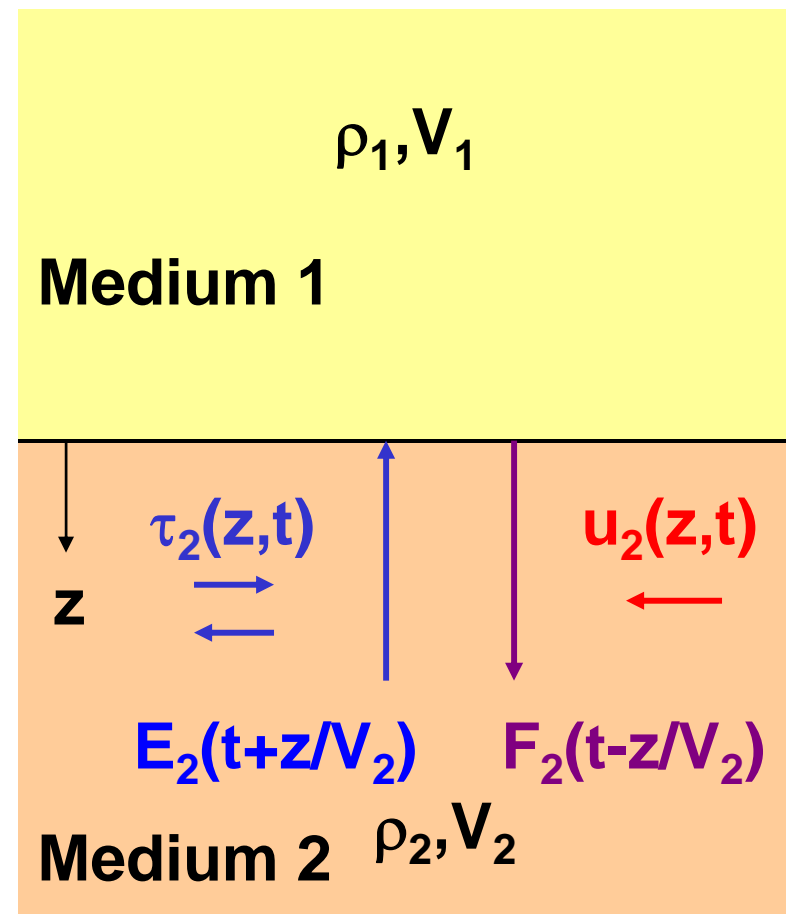 ρ₁,V₁
Medium 1
τ₂(z,t) u₂(z,t)
z
E₂(t+z/V₂) F₂(t-z/V₂)
Medium 2 ρ₂,V₂